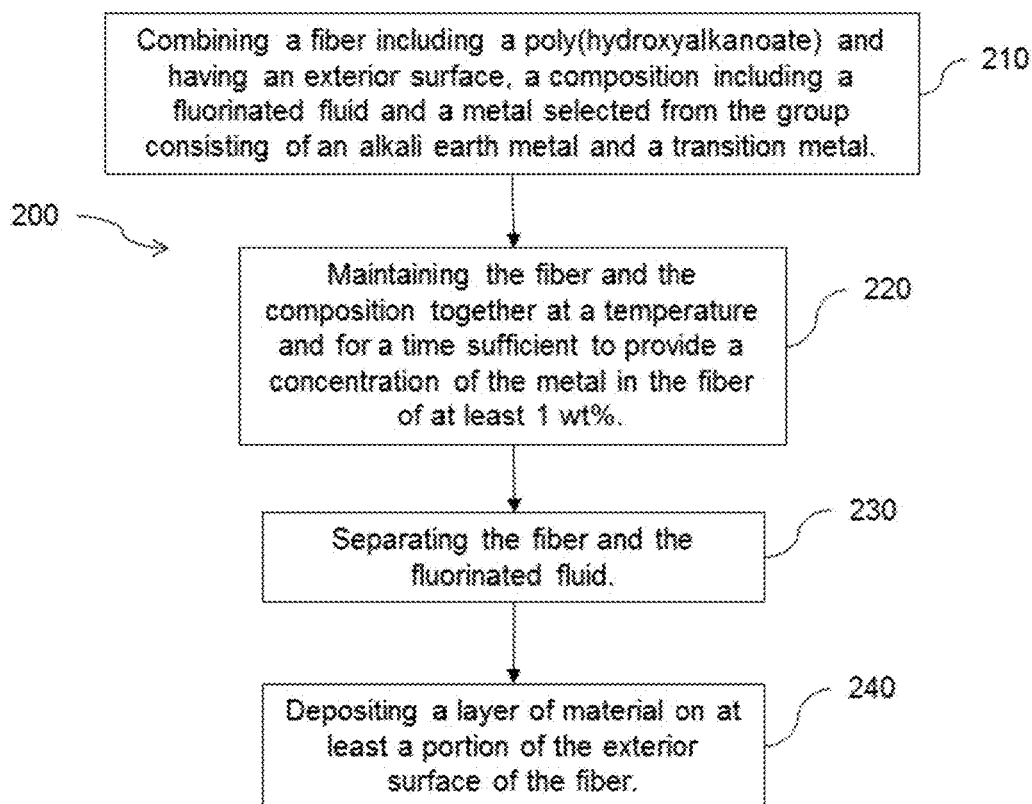 Combining a fiber including a poly(hydroxyalkanoate) and
having an exterior surface, a composition including a
fluorinated fluid and a metal selected from the group
consisting of an alkali earth metal and a transition metal.
210
200
Maintaining the fiber and the
composition together at a temperature
and for a time sufficient to provide a
concentration of the metal in the fiber
of at least 1 wt%.
220
Separating the fiber and the
fluorinated fluid.
230
Depositing a layer of material on at
least a portion of the exterior
surface of the fiber.
240